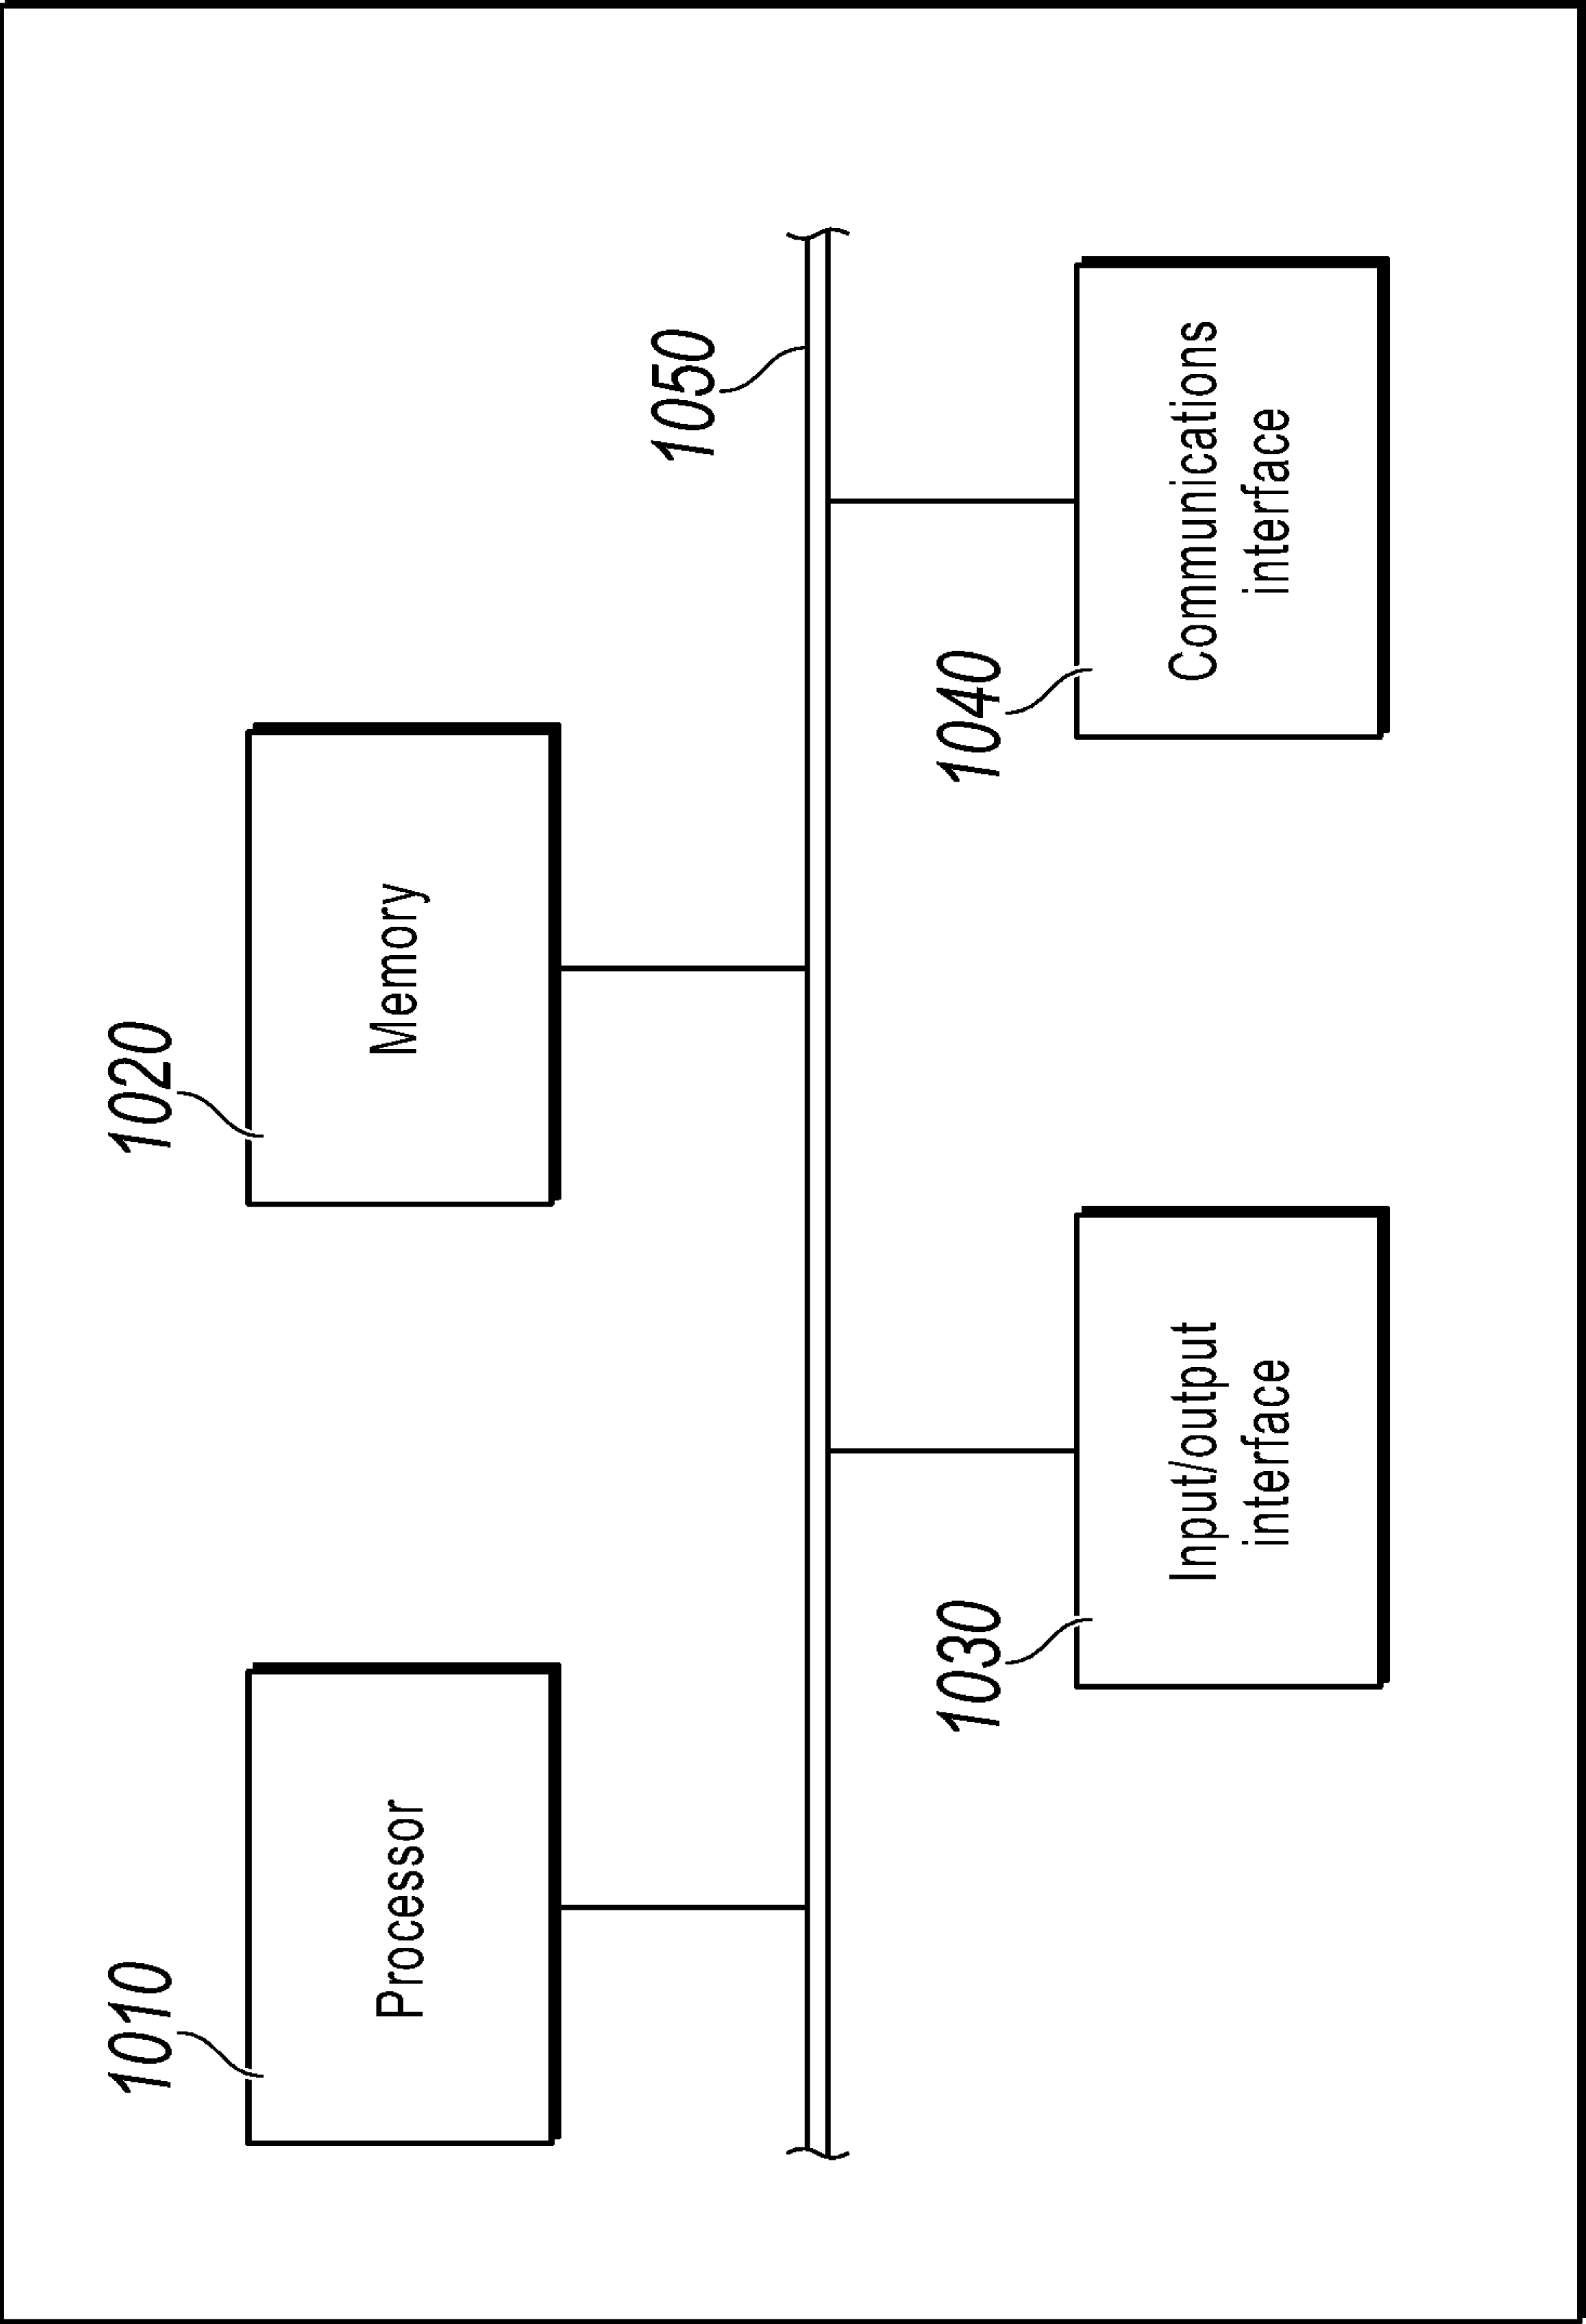 1010
Processor
1020
Memory
1050
1030
Input/output
interface
1040
Communications
interface